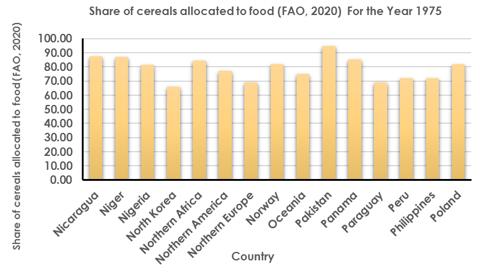 Share of cereals allocated to food (FAO, 2020) For the Year 1975
Share of cereals allocated to food (FAO, 2020)
100.00
90.00
80.00
70.00
60.00
50.00
40.00
30.00
20.00
10.00
0.00
Nicaragua
Niger
Nigeria
North Korea
Northern Africa
Northern America
Northern Europe
Norway
Oceania
Pakistan
Panama
Paraguay
Peru
Philippines
Poland
Country